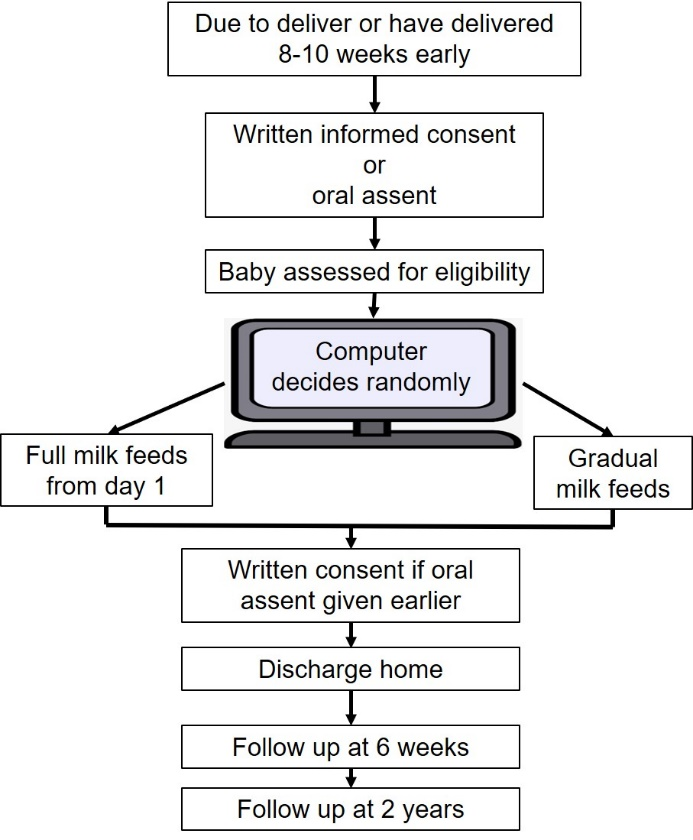 Due to deliver or have delivered
8-10 weeks early
Written informed consent
or
oral assent
Baby assessed for eligibility
Computer
decides randomly
Full milk feeds
from day 1
Gradual
milk feeds
Written consent if oral
assent given earlier
Discharge home
Follow up at 6 weeks
Follow up at 2 years